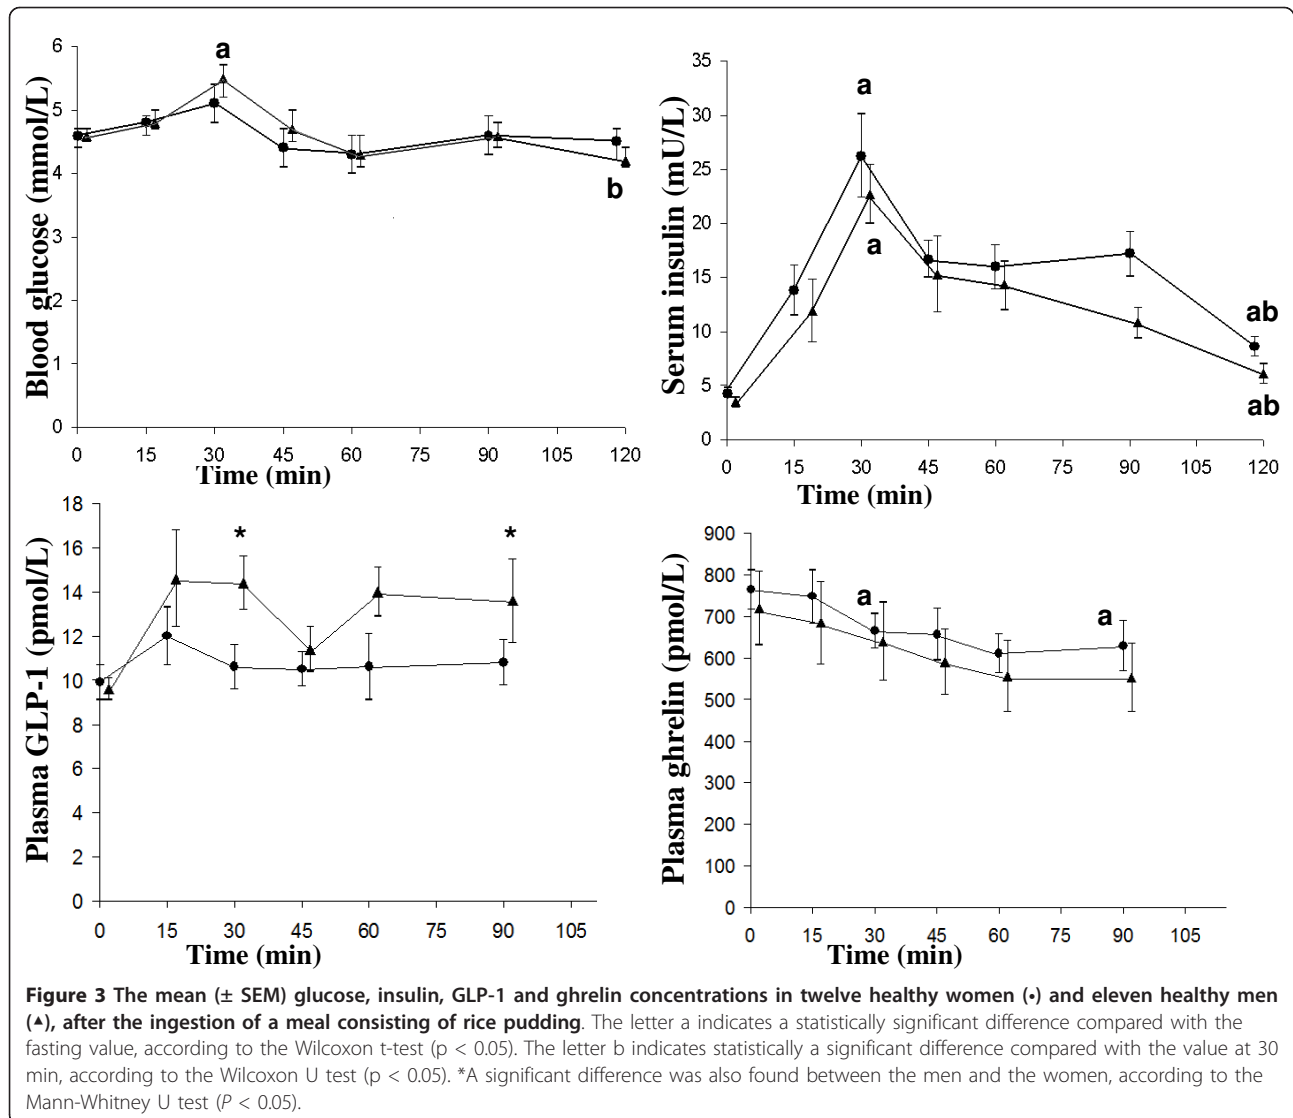 Blood glucose (mmol/L)
6
5
4
3
2
1
0
a
b
0 15 30 45 60 75 90 105 120
Time (min)
Serum insulin (mU/L)
35
30
25
20
15
10
5
0
a
a
ab
ab
0 15 30 45 60 75 90 105 120
Time (min)
Plasma GLP-1 (pmol/L)
18
16
14
12
10
8
6
4
2
0
* *
0 15 30 45 60 75 90 105
Time (min)
Plasma ghrelin (pmol/L)
900
800
700
600
500
400
300
200
100
0
a
a
0 15 30 45 60 75 90 105
Time (min)
Figure 3 The mean (± SEM) glucose, insulin, GLP-1 and ghrelin concentrations in twelve healthy women (•) and eleven healthy men
(▲), after the ingestion of a meal consisting of rice pudding. The letter a indicates a statistically significant difference compared with the
fasting value, according to the Wilcoxon t-test (p < 0.05). The letter b indicates statistically a significant difference compared with the value at 30
min, according to the Wilcoxon U test (p < 0.05). *A significant difference was also found between the men and the women, according to the
Mann-Whitney U test (P < 0.05).